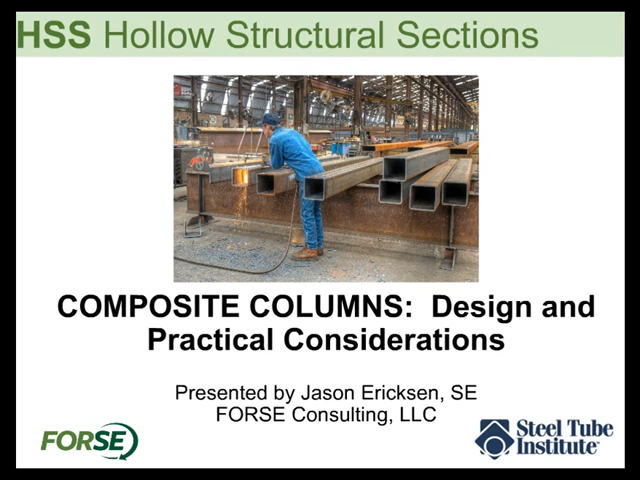 HSS Hollow Structural Sections
COMPOSITE COLUMNS: Design and
Practical Considerations
Presented by Jason Ericksen, SE
FORSE Consulting, LLC
FORSE
Steel Tube
Institute